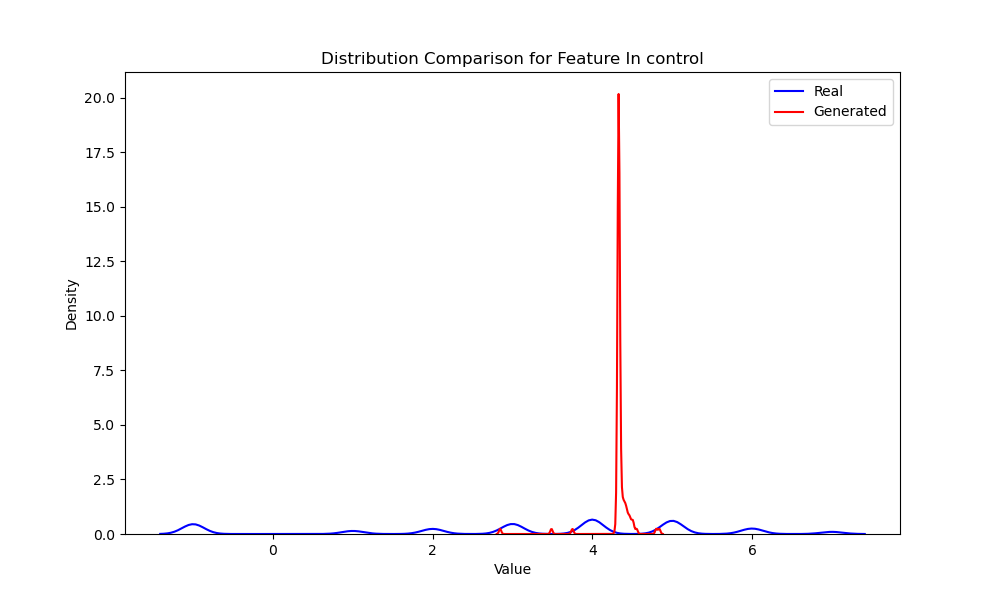 Distribution Comparison for Feature In control
Real
Generated
20.0
17.5
15.0
12.5
10.0
7.5
5.0
2.5
0.0
Density
0
2
4
6
Value